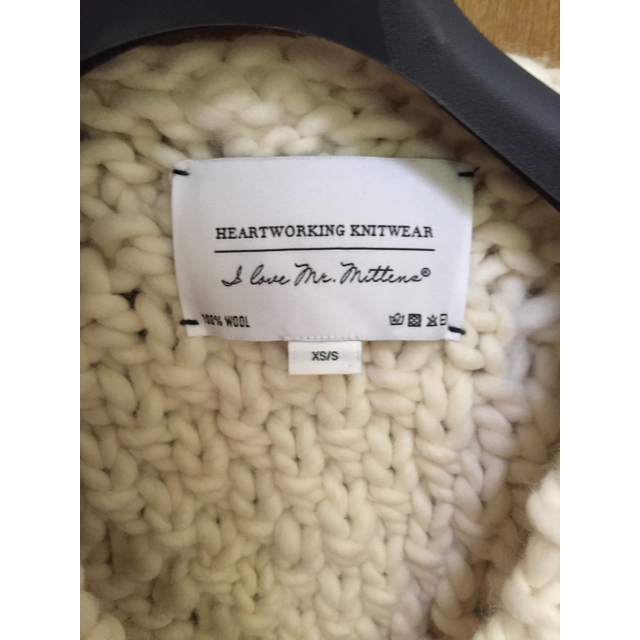 HEARTWORKING KNITWEAR
I love Mr. Mittens®
100% WOOL
XS/S